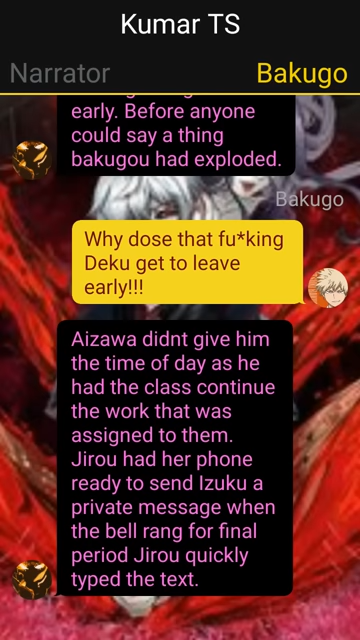 Kumar TS
Narrator
Bakugo
early. Before anyone
could say a thing
bakugou had exploded.
Bakugo
Why dose that fu*king
Deku get to leave
early!!!
Aizawa didnt give him
the time of day as he
had the class continue
the work that was
assigned to them.
Jirou had her phone
ready to send Izuku a
private message when
the bell rang for final
period Jirou quickly
typed the text.